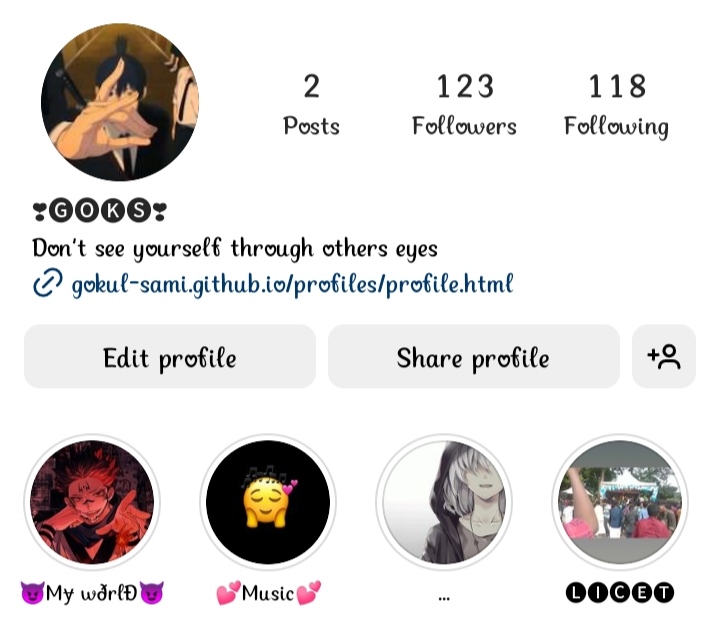 2 123 118
Posts Followers Following
❣🅖🅞🅚🅢❣
Don't see yourself through others eyes
gokul-sami.github.io/profiles/profile.html
Edit profile Share profile
😈My wðrlÐ😈 💕Music💕 ... 🅛🅘🅒🅔🅣